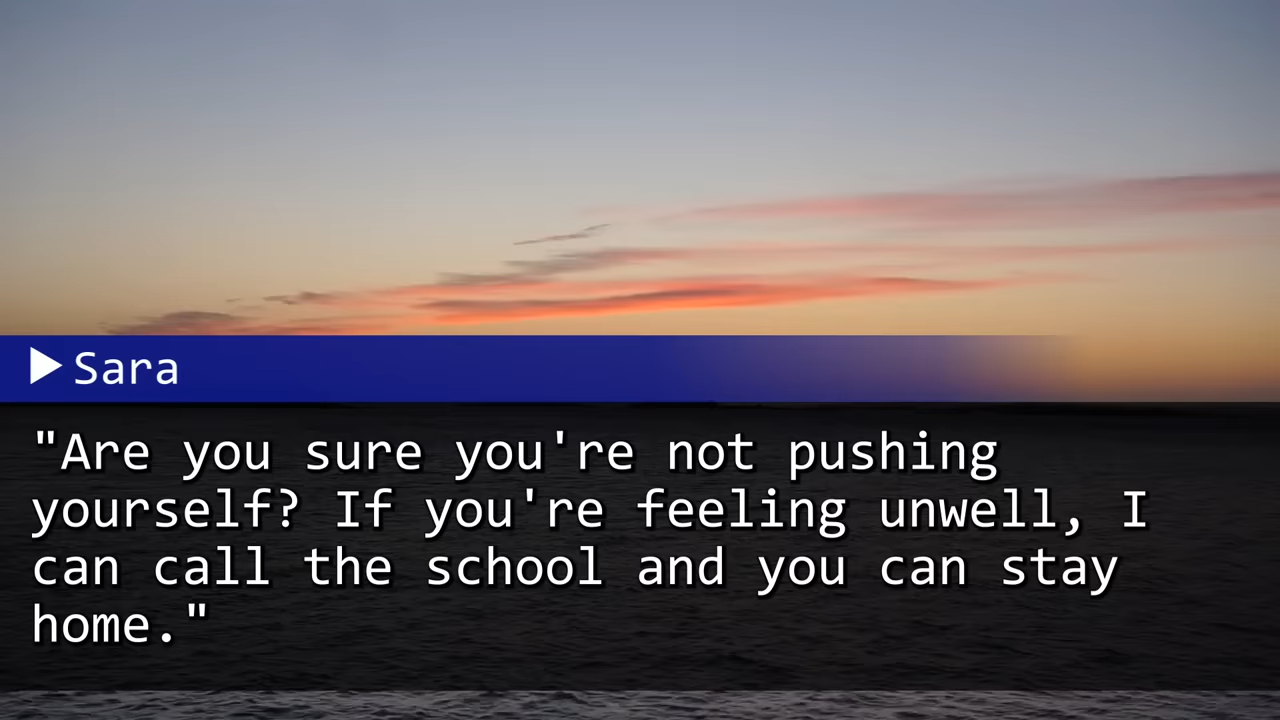 Sara
"Are you sure you're not pushing
yourself? If you're feeling unwell, I
can call the school and you can stay
home."